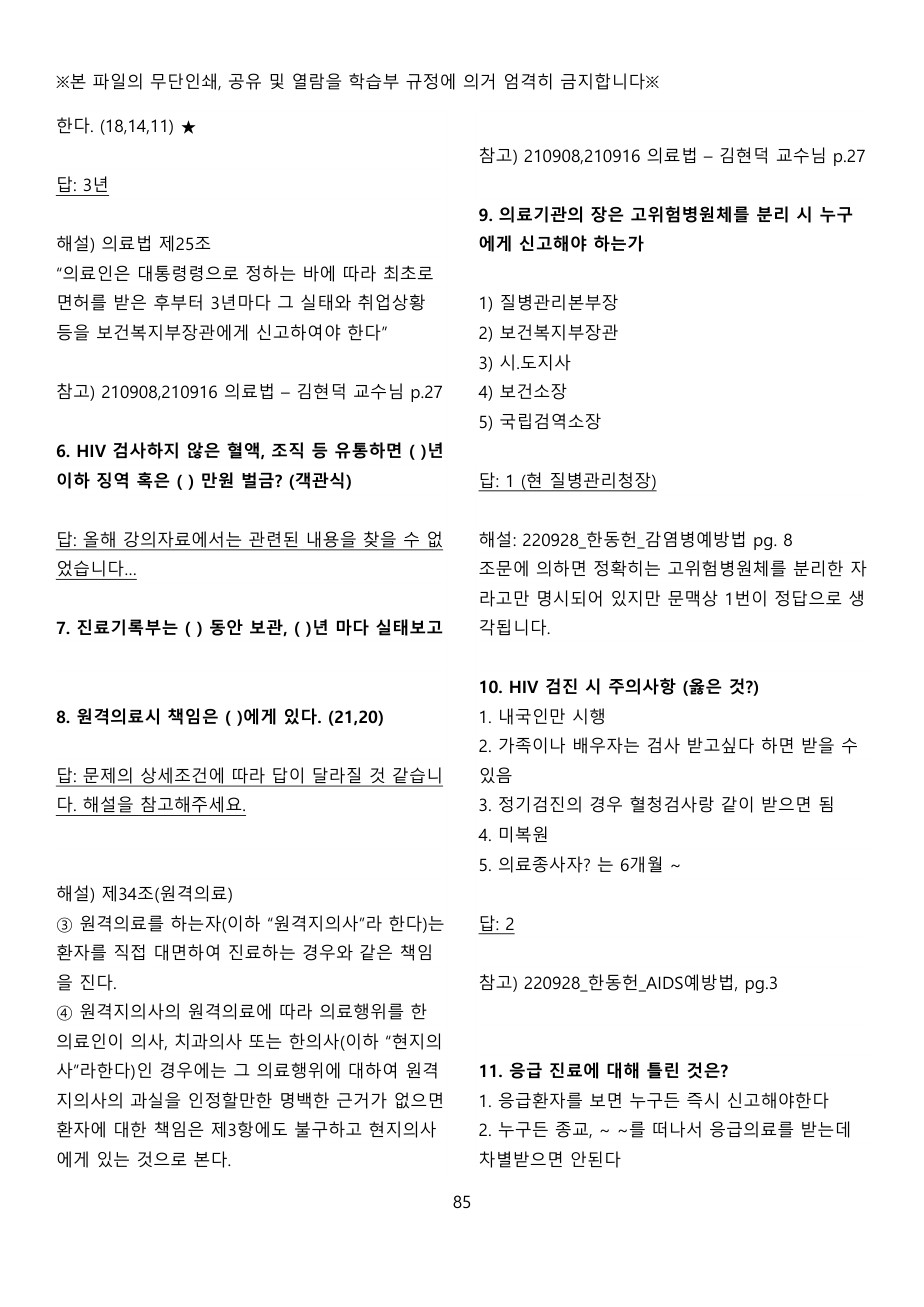 ※본 파일의 무단인쇄, 공유 및 열람을 학습부 규정에 의거 엄격히 금지합니다※
한다. (18,14,11) ★
답: 3년
해설) 의료법 제25조
“의료인은 대통령령으로 정하는 바에 따라 최초로
면허를 받은 후부터 3년마다 그 실태와 취업상황
등을 보건복지부장관에게 신고하여야 한다”
참고) 210908,210916 의료법 – 김현덕 교수님 p.27
6. HIV 검사하지 않은 혈액, 조직 등 유통하면 ( )년
이하 징역 혹은 ( ) 만원 벌금? (객관식)
답: 올해 강의자료에서는 관련된 내용을 찾을 수 없
었습니다...
7. 진료기록부는 ( ) 동안 보관, ( )년 마다 실태보고
8. 원격의료시 책임은 ( )에게 있다. (21,20)
답: 문제의 상세조건에 따라 답이 달라질 것 같습니
다. 해설을 참고해주세요.
해설) 제34조(원격의료)
③ 원격의료를 하는자(이하 “원격지의사”라 한다)는
환자를 직접 대면하여 진료하는 경우와 같은 책임
을 진다.
④ 원격지의사의 원격의료에 따라 의료행위를 한
의료인이 의사, 치과의사 또는 한의사(이하 “현지의
사”라한다)인 경우에는 그 의료행위에 대하여 원격
지의사의 과실을 인정할만한 명백한 근거가 없으면
환자에 대한 책임은 제3항에도 불구하고 현지의사
에게 있는 것으로 본다.
참고) 210908,210916 의료법 – 김현덕 교수님 p.27
9. 의료기관의 장은 고위험병원체를 분리 시 누구
에게 신고해야 하는가
1) 질병관리본부장
2) 보건복지부장관
3) 시.도지사
4) 보건소장
5) 국립검역소장
답: 1 (현 질병관리청장)
해설: 220928_한동헌_감염병예방법 pg. 8
조문에 의하면 정확히는 고위험병원체를 분리한 자
라고만 명시되어 있지만 문맥상 1번이 정답으로 생
각됩니다.
10. HIV 검진 시 주의사항 (옳은 것?)
1. 내국인만 시행
2. 가족이나 배우자는 검사 받고싶다 하면 받을 수
있음
3. 정기검진의 경우 혈청검사랑 같이 받으면 됨
4. 미복원
5. 의료종사자? 는 6개월 ~
답: 2
참고) 220928_한동헌_AIDS예방법, pg.3
11. 응급 진료에 대해 틀린 것은?
1. 응급환자를 보면 누구든 즉시 신고해야한다
2. 누구든 종교, ~ ~를 떠나서 응급의료를 받는데
차별받으면 안된다
85